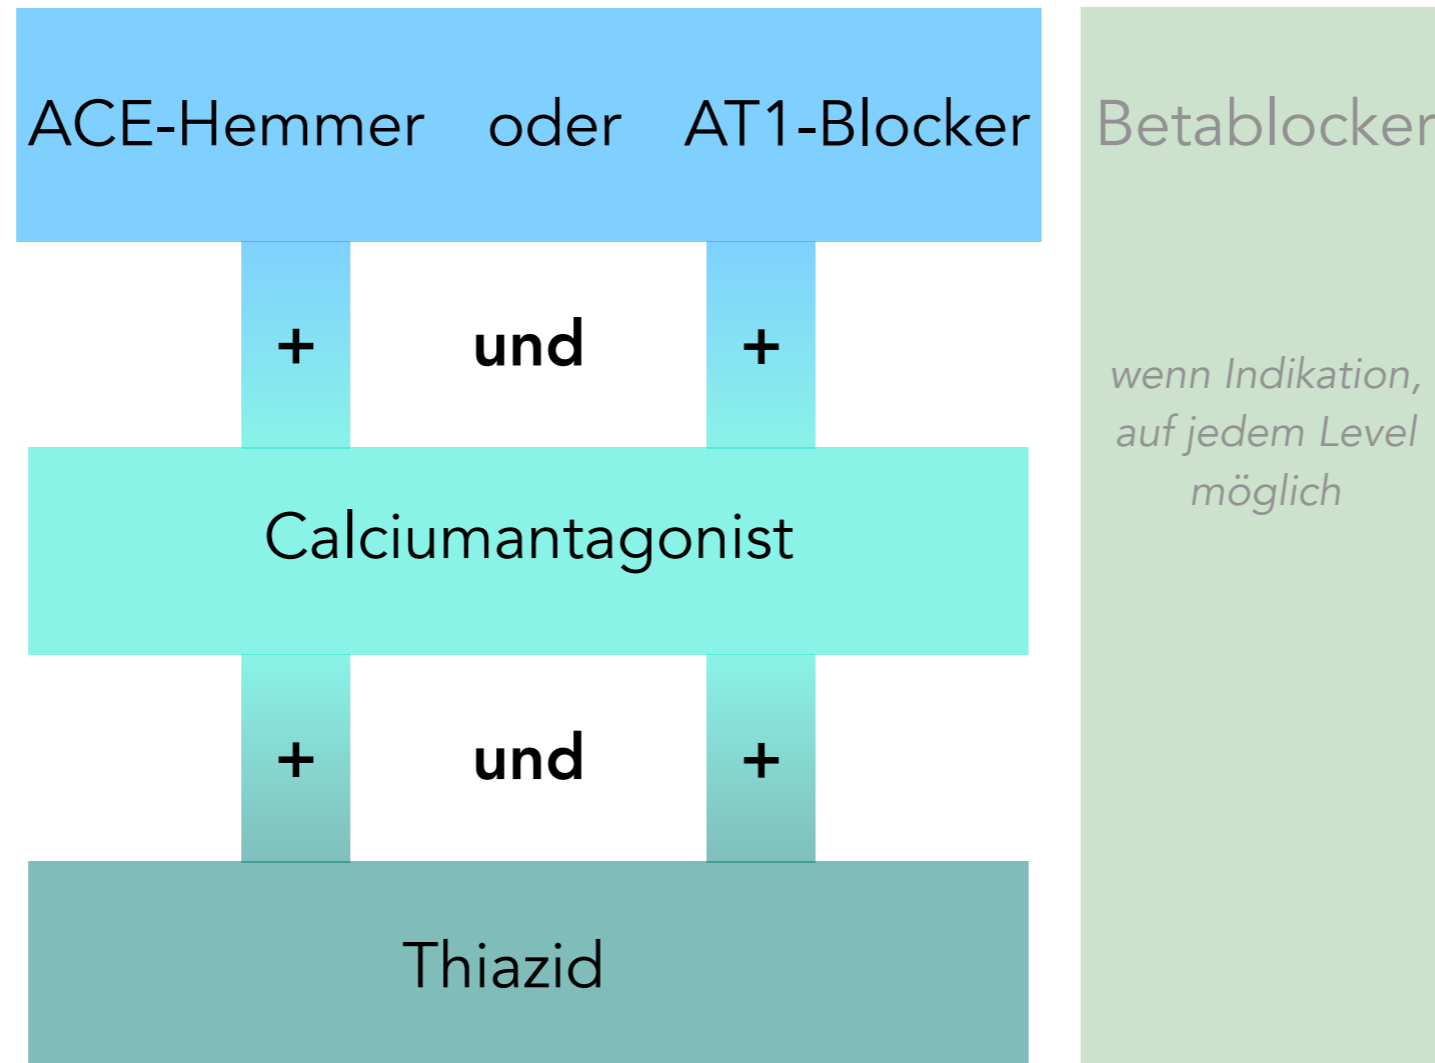 ACE-Hemmer oder AT1-Blocker
+ und +
Calciumantagonist
+ und +
Thiazid
Betablocker
wenn Indikation,
auf jedem Level
möglich